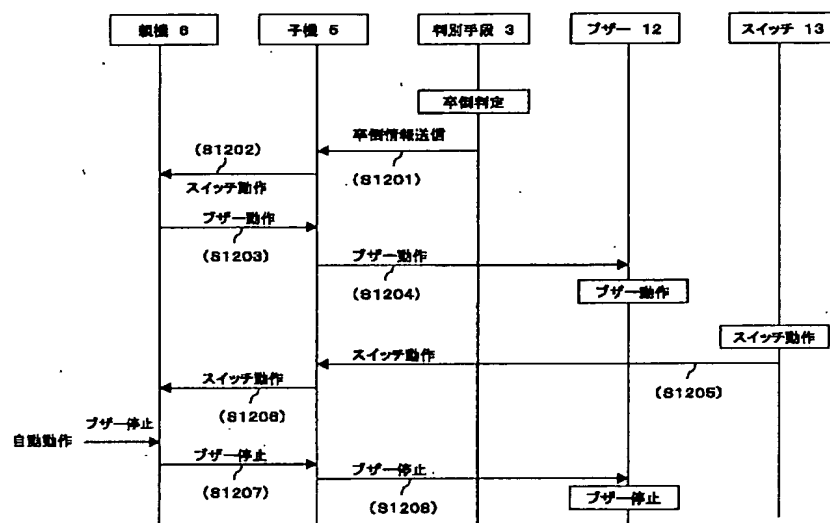 親機 6
子機 5
判別手段 3
ブザー 12
スイッチ 13
卒倒判定
卒倒情報送信
(S1202)
(S1201)
スイッチ動作
ブザー動作
(S1203)
ブザー動作
(S1204)
ブザー動作
スイッチ動作
スイッチ動作
(S1205)
スイッチ動作
(S1206)
ブザー停止
自動動作
ブザー停止
(S1207)
ブザー停止
(S1208)
ブザー停止